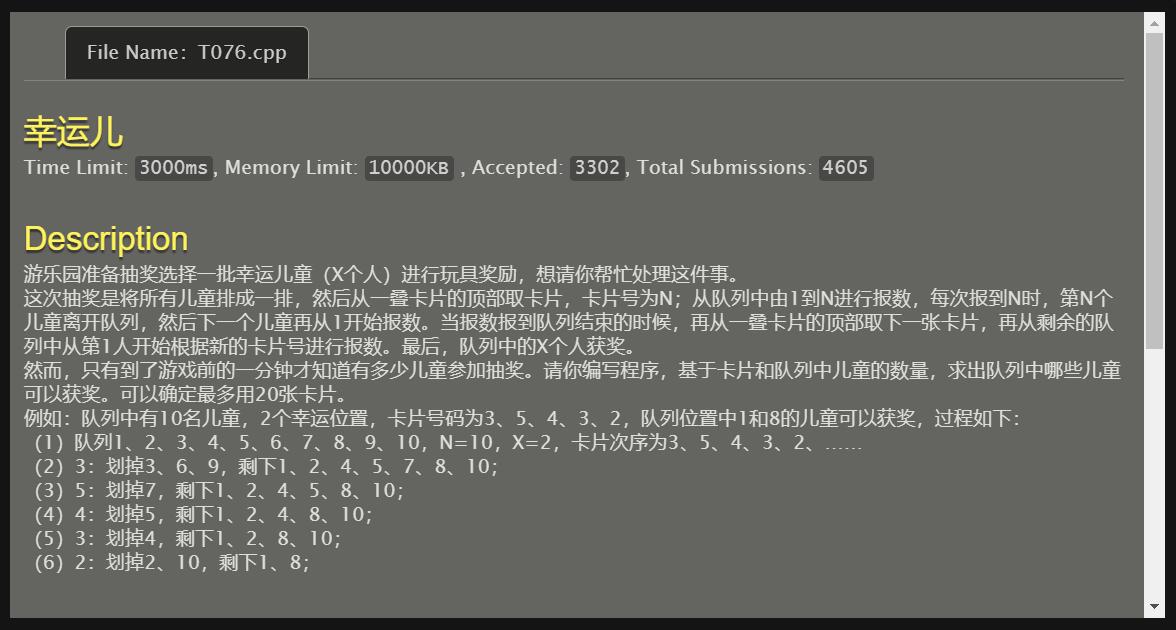 File Name：T076.cpp
幸运儿
Time Limit: 3000ms, Memory Limit: 10000KB , Accepted: 3302, Total Submissions: 4605
Description
游乐园准备抽奖选择一批幸运儿童（X个人）进行玩具奖励，想请你帮忙处理这件事。
这次抽奖是将所有儿童排成一排，然后从一叠卡片的顶部取卡片，卡片号为N；从队列中由1到N进行报数，每次报到N时，第N个
儿童离开队列，然后下一个儿童再从1开始报数。当报数报到队列结束的时候，再从一叠卡片的顶部取下一张卡片，再从剩余的队
列中从第1人开始根据新的卡片号进行报数。最后，队列中的X个人获奖。
然而，只有到了游戏前的一分钟才知道有多少儿童参加抽奖。请你编写程序，基于卡片和队列中儿童的数量，求出队列中哪些儿童
可以获奖。可以确定最多用20张卡片。
例如：队列中有10名儿童，2个幸运位置，卡片号码为3、5、4、3、2，队列位置中1和8的儿童可以获奖，过程如下：
（1）队列1、2、3、4、5、6、7、8、9、10，N=10，X=2，卡片次序为3、5、4、3、2、……
（2）3：划掉3、6、9，剩下1、2、4、5、7、8、10；
（3）5：划掉7，剩下1、2、4、5、8、10；
（4）4：划掉5，剩下1、2、4、8、10；
（5）3：划掉4，剩下1、2、8、10；
（6）2：划掉2、10，剩下1、8；